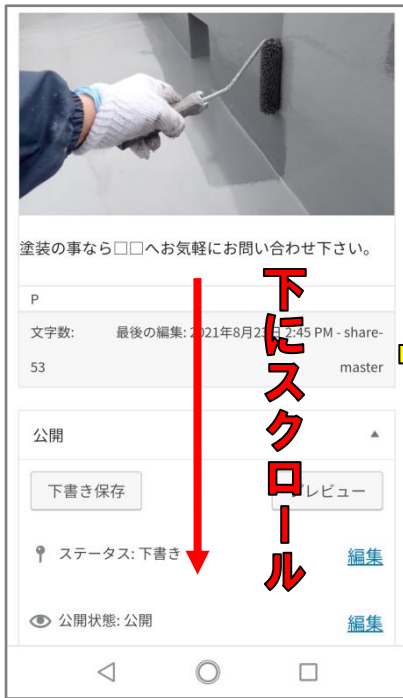 塗装の事なら□□へお気軽にお問い合わせ下さい。
P
文字数: 最後の編集: 2021年8月23日 2:45 PM - share-
53 master
公開
下書き保存 プレビュー
ステータス: 下書き 編集
公開状態: 公開 編集
下にスクロール